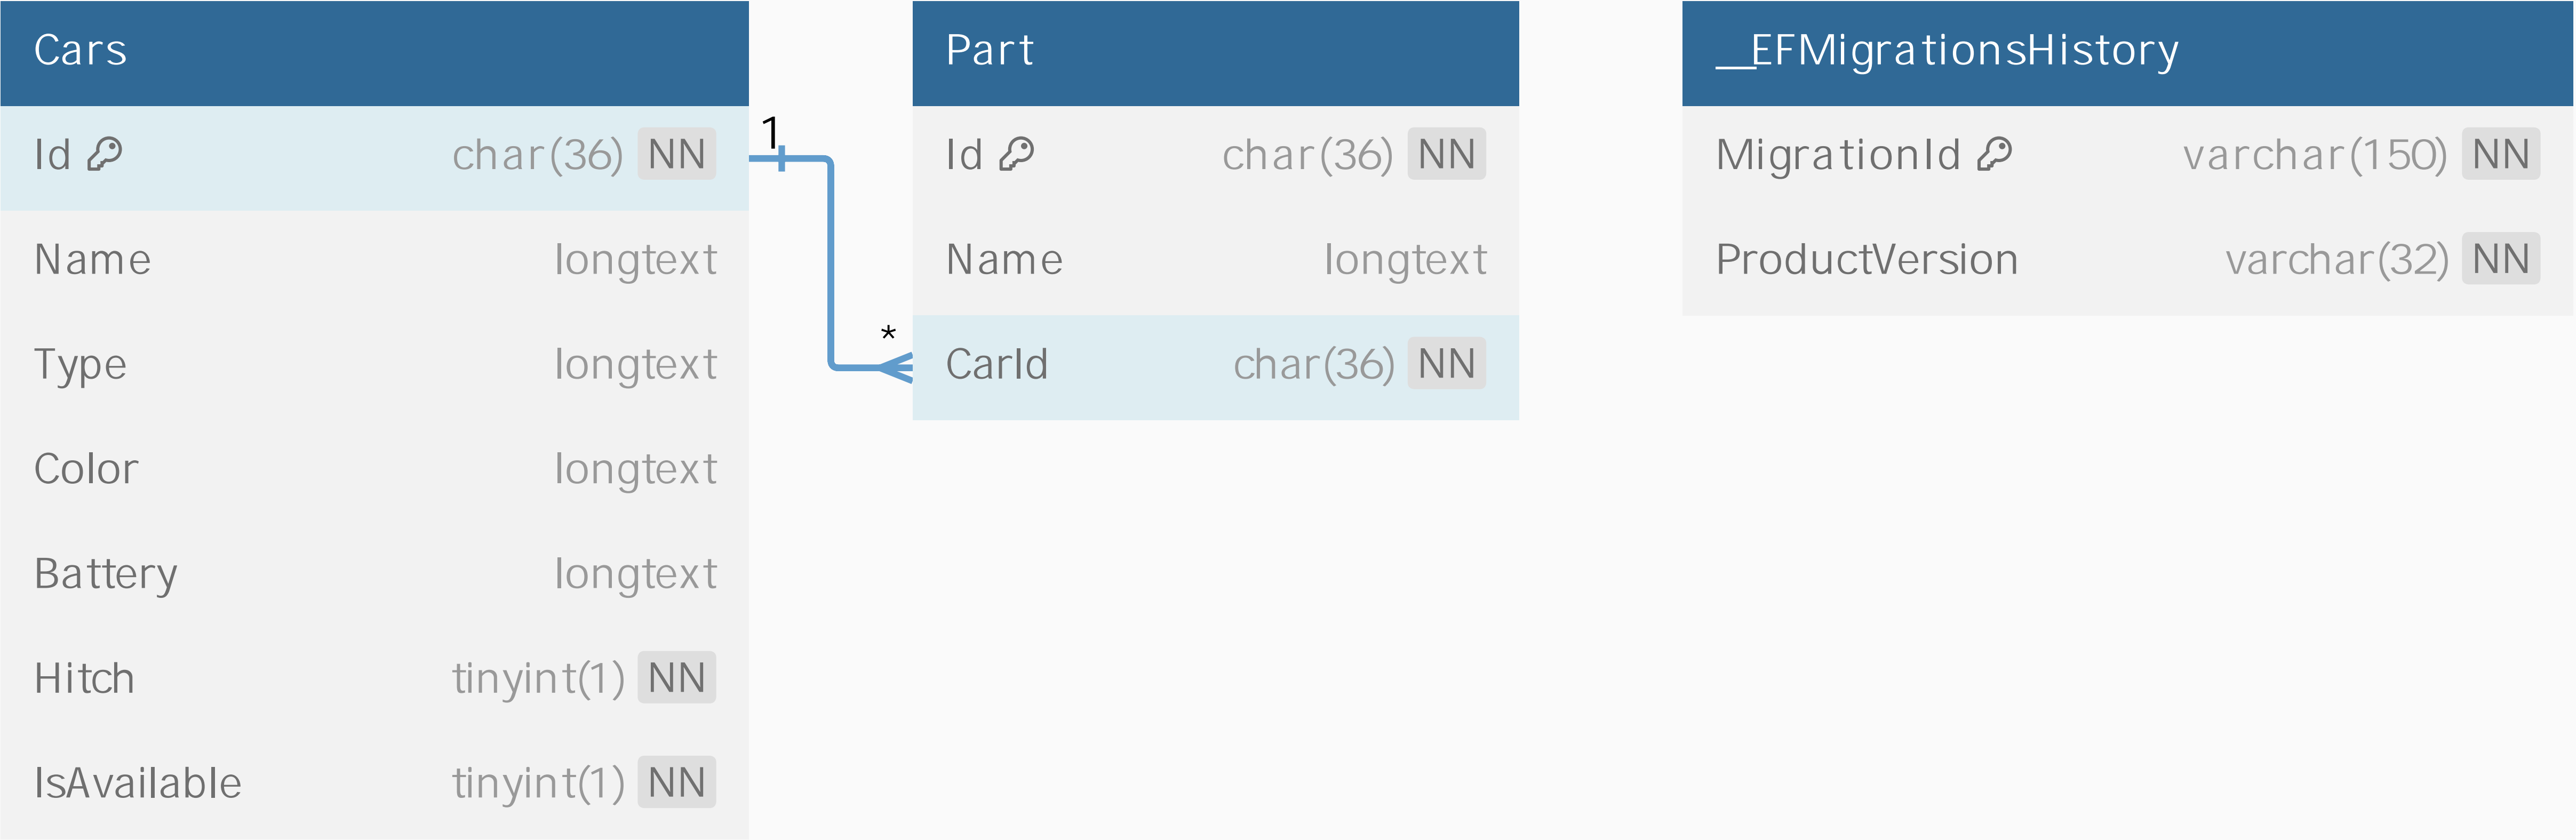 Cars
Id char(36) NN
Name longtext
Type longtext
Color longtext
Battery longtext
Hitch tinyint(1) NN
IsAvailable tinyint(1) NN
1
*
Part
Id char(36) NN
Name longtext
CarId char(36) NN
__EFMigrationsHistory
MigrationId varchar(150) NN
ProductVersion varchar(32) NN